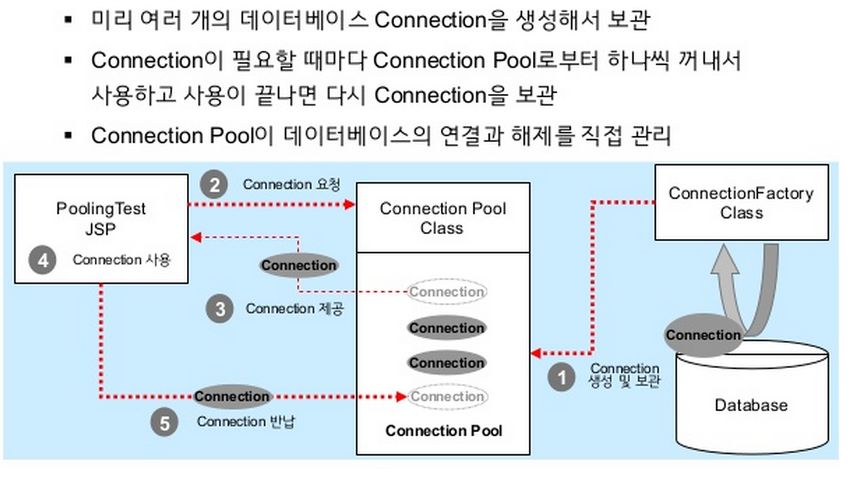 ▪ 미리 여러 개의 데이터베이스 Connection을 생성해서 보관
▪ Connection이 필요할 때마다 Connection Pool로부터 하나씩 꺼내서
사용하고 사용이 끝나면 다시 Connection을 보관
▪ Connection Pool이 데이터베이스의 연결과 해제를 직접 관리
PoolingTest
JSP
4 Connection 사용
2 Connection 요청
Connection
3 Connection 제공
Connection
5 Connection 반납
Connection Pool
Class
Connection
Connection
Connection
Connection
Connection Pool
ConnectionFactory
Class
Connection
1 Connection
생성 및 보관
Database